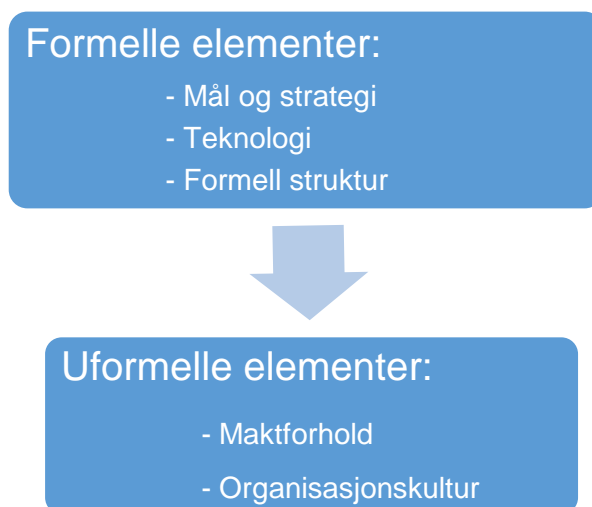 Formelle elementer:
- Mål og strategi
- Teknologi
- Formell struktur
Uformelle elementer:
- Maktforhold
- Organisasjonskultur